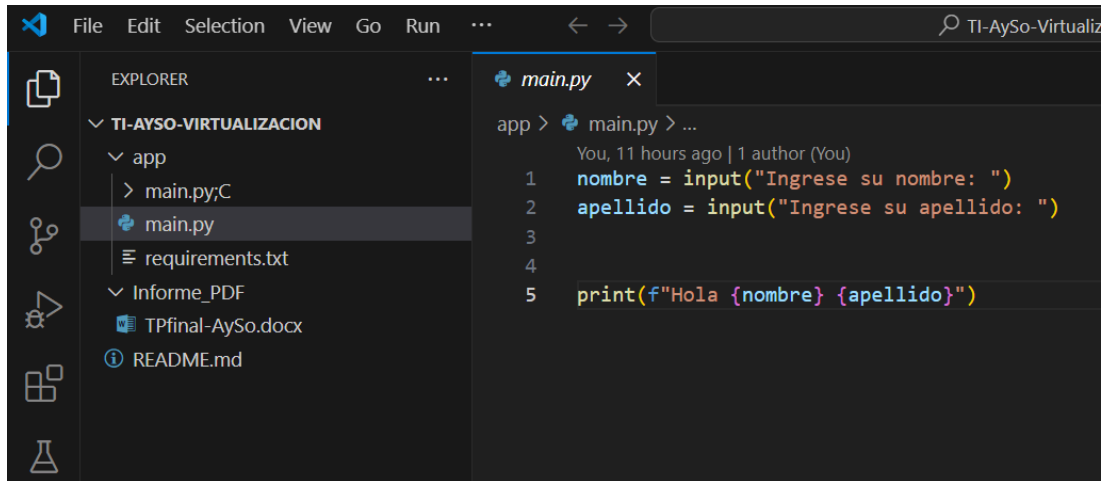 File Edit Selection View Go Run ... TI-AySo-Virtualiz
EXPLORER ...
TI-AYSO-VIRTUALIZACION
app
main.py;C
main.py
requirements.txt
Informe_PDF
TPfinal-AySo.docx
README.md
main.py
app > main.py > ...
You, 11 hours ago | 1 author (You)
1 nombre = input("Ingrese su nombre: ")
2 apellido = input("Ingrese su apellido: ")
3
4
5 print(f"Hola {nombre} {apellido}")